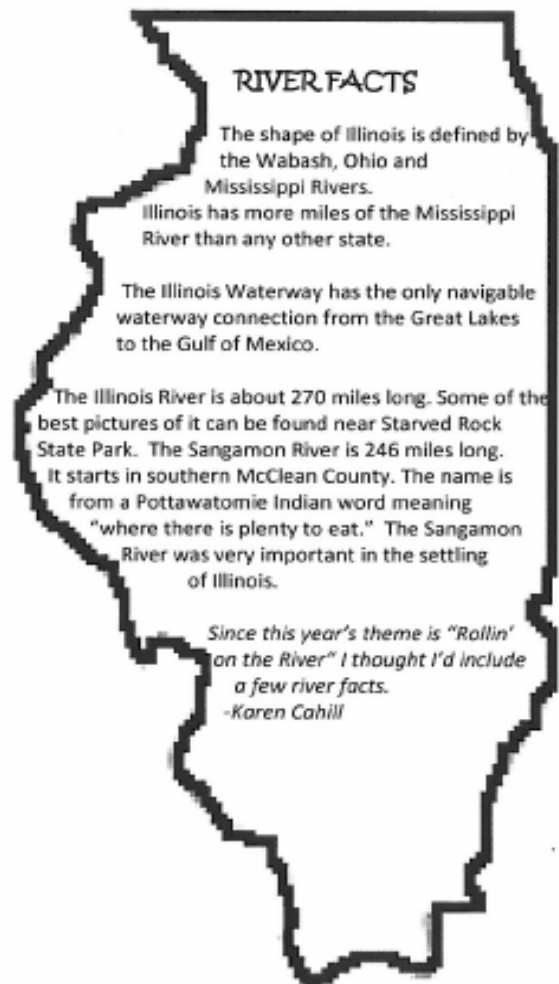 RIVER FACTS
The shape of Illinois is defined by
the Wabash, Ohio and
Mississippi Rivers.
Illinois has more miles of the Mississippi
River than any other state.
The Illinois Waterway has the only navigable
waterway connection from the Great Lakes
to the Gulf of Mexico.
The Illinois River is about 270 miles long. Some of the
best pictures of it can be found near Starved Rock
State Park. The Sangamon River is 246 miles long.
It starts in southern McClean County. The name is
from a Pottawatomie Indian word meaning
“where there is plenty to eat.” The Sangamon
River was very important in the settling
of Illinois.
Since this year’s theme is “Rollin’
on the River” I thought I’d include
a few river facts.
-Karen Cahill